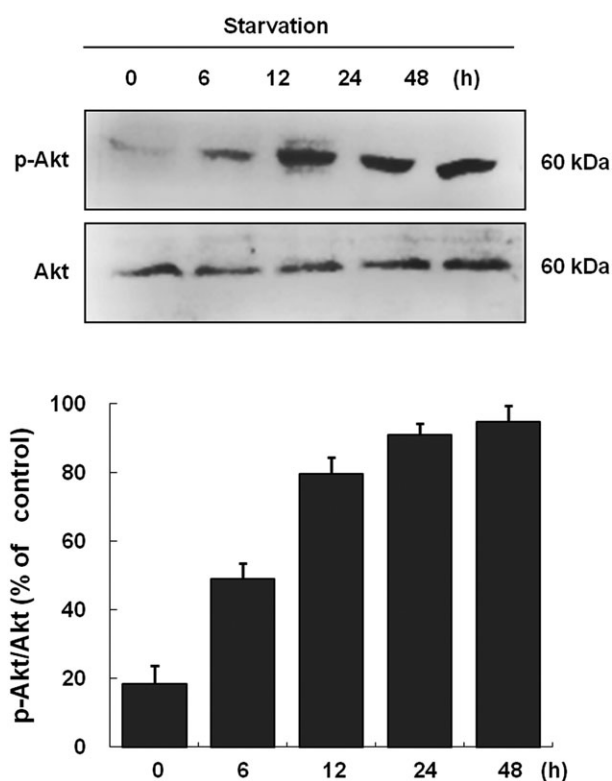 Starvation
0 6 12 24 48 (h)
p-Akt 60 kDa
Akt 60 kDa
p-Akt/Akt (% of control)
100
80
60
40
20
0
0 6 12 24 48 (h)